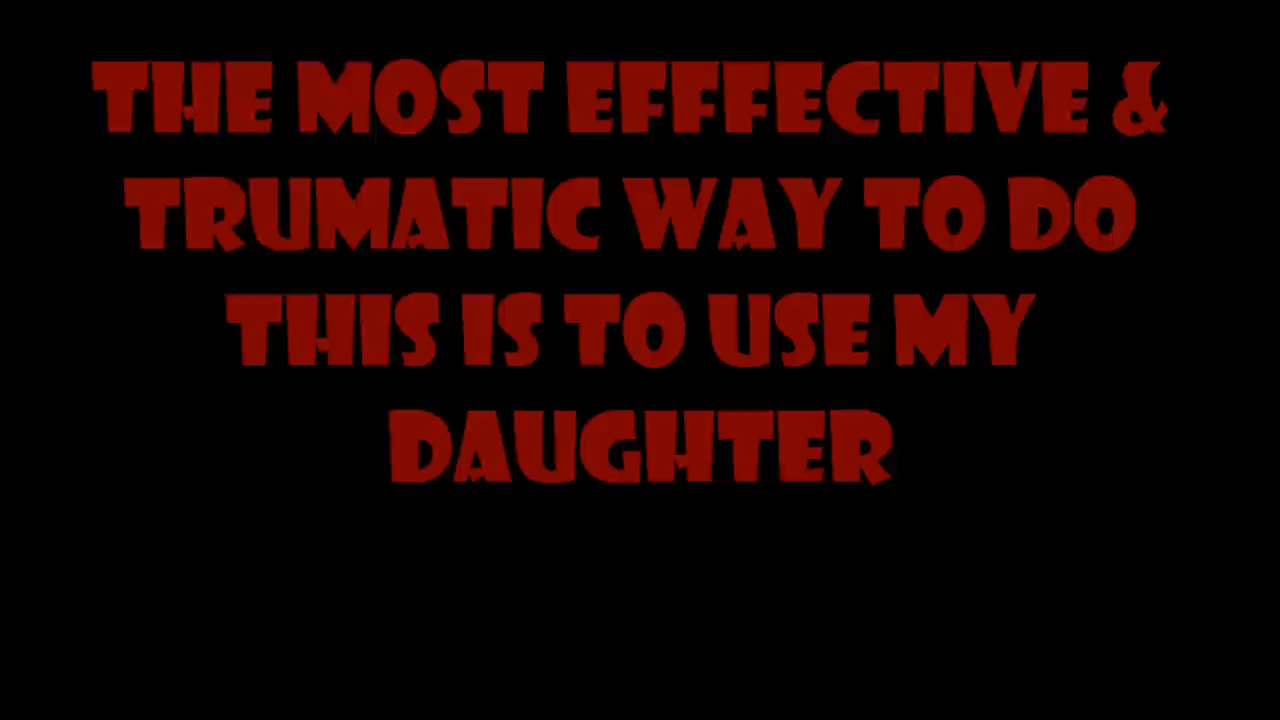 THE MOST EFFFECTIVE &
TRUMATIC WAY TO DO
THIS IS TO USE MY
DAUGHTER